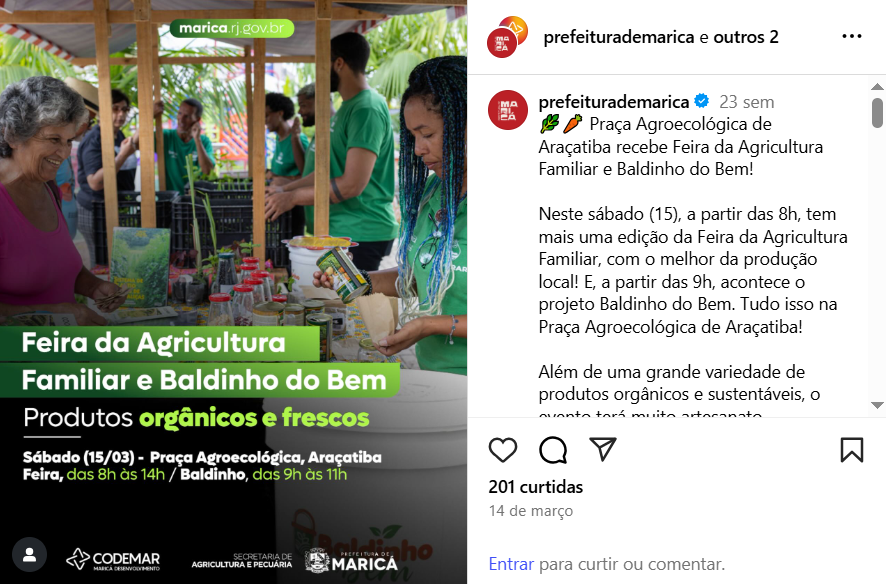 marica.rj.gov.br
Feira da Agricultura
Familiar e Baldinho do Bem
Produtos orgânicos e frescos
Sábado (15/03) - Praça Agroecológica, Araçatiba
Feira, das 8h às 14h / Baldinho, das 9h às 11h
Baldinho
Bem
CODEMAR
MARICÁ DESENVOLVIMENTO
SECRETARIA DE
AGRICULTURA E PECUÁRIA
PREFEITURA DE
MARICÁ
prefeiturademarica e outros 2
prefeiturademarica 23 sem
🌿🥕 Praça Agroecológica de
Araçatiba recebe Feira da Agricultura
Familiar e Baldinho do Bem!
Neste sábado (15), a partir das 8h, tem
mais uma edição da Feira da Agricultura
Familiar, com o melhor da produção
local! E, a partir das 9h, acontece o
projeto Baldinho do Bem. Tudo isso na
Praça Agroecológica de Araçatiba!
Além de uma grande variedade de
produtos orgânicos e sustentáveis, o
evento terá muito artesanato
201 curtidas
14 de março
Entrar para curtir ou comentar.